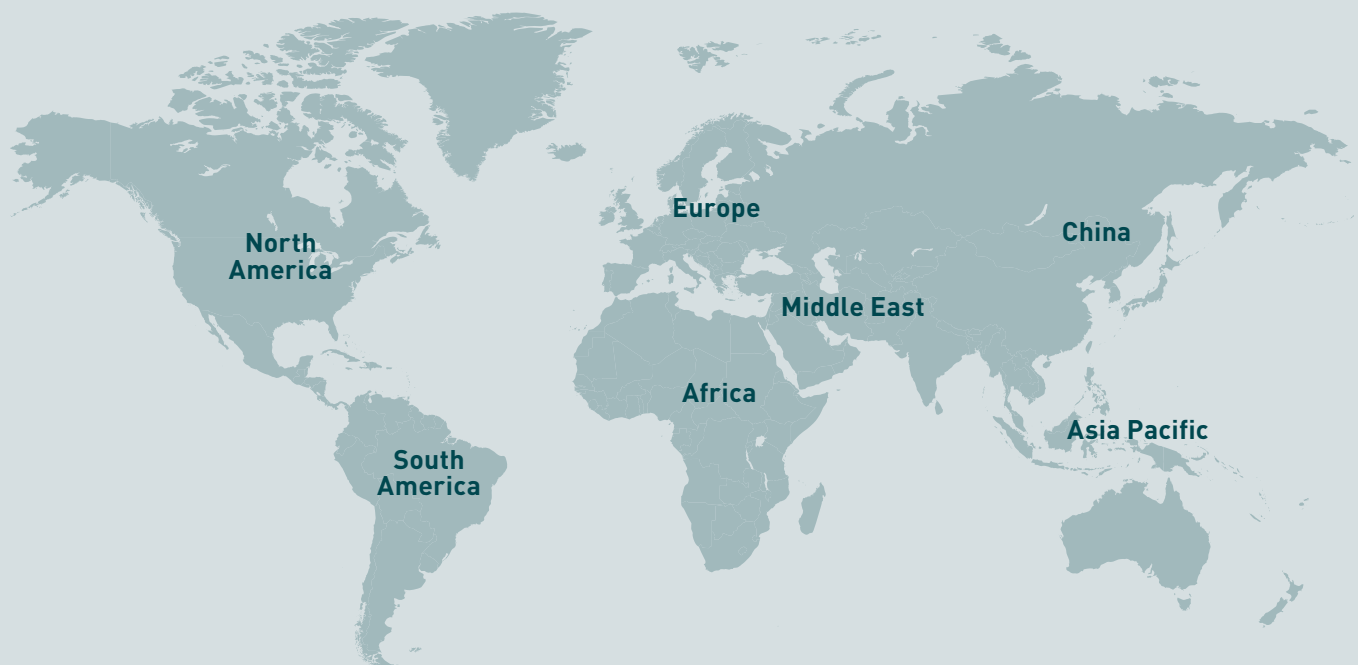 Europe
China
North
America
Middle East
Africa
Asia Pacific
South
America